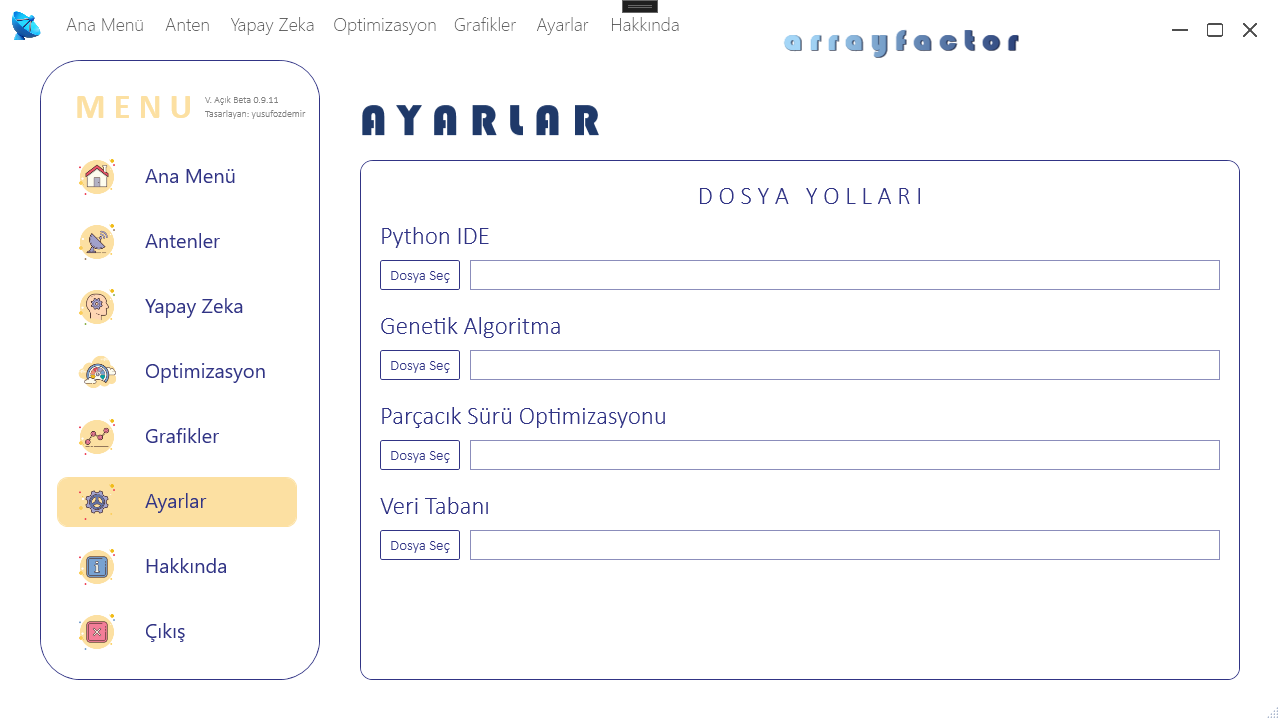 Ana Menü Anten Yapay Zeka Optimizasyon Grafikler Ayarlar Hakkında
arrayfactor
MENU
V. Açık Beta 0.9.11
Tasarlayan: yusufozdemir
Ana Menü
Antenler
Yapay Zeka
Optimizasyon
Grafikler
Ayarlar
Hakkında
Çıkış
AYARLAR
DOSYA YOLLARI
Python IDE
Dosya Seç
Genetik Algoritma
Dosya Seç
Parçacık Sürü Optimizasyonu
Dosya Seç
Veri Tabanı
Dosya Seç